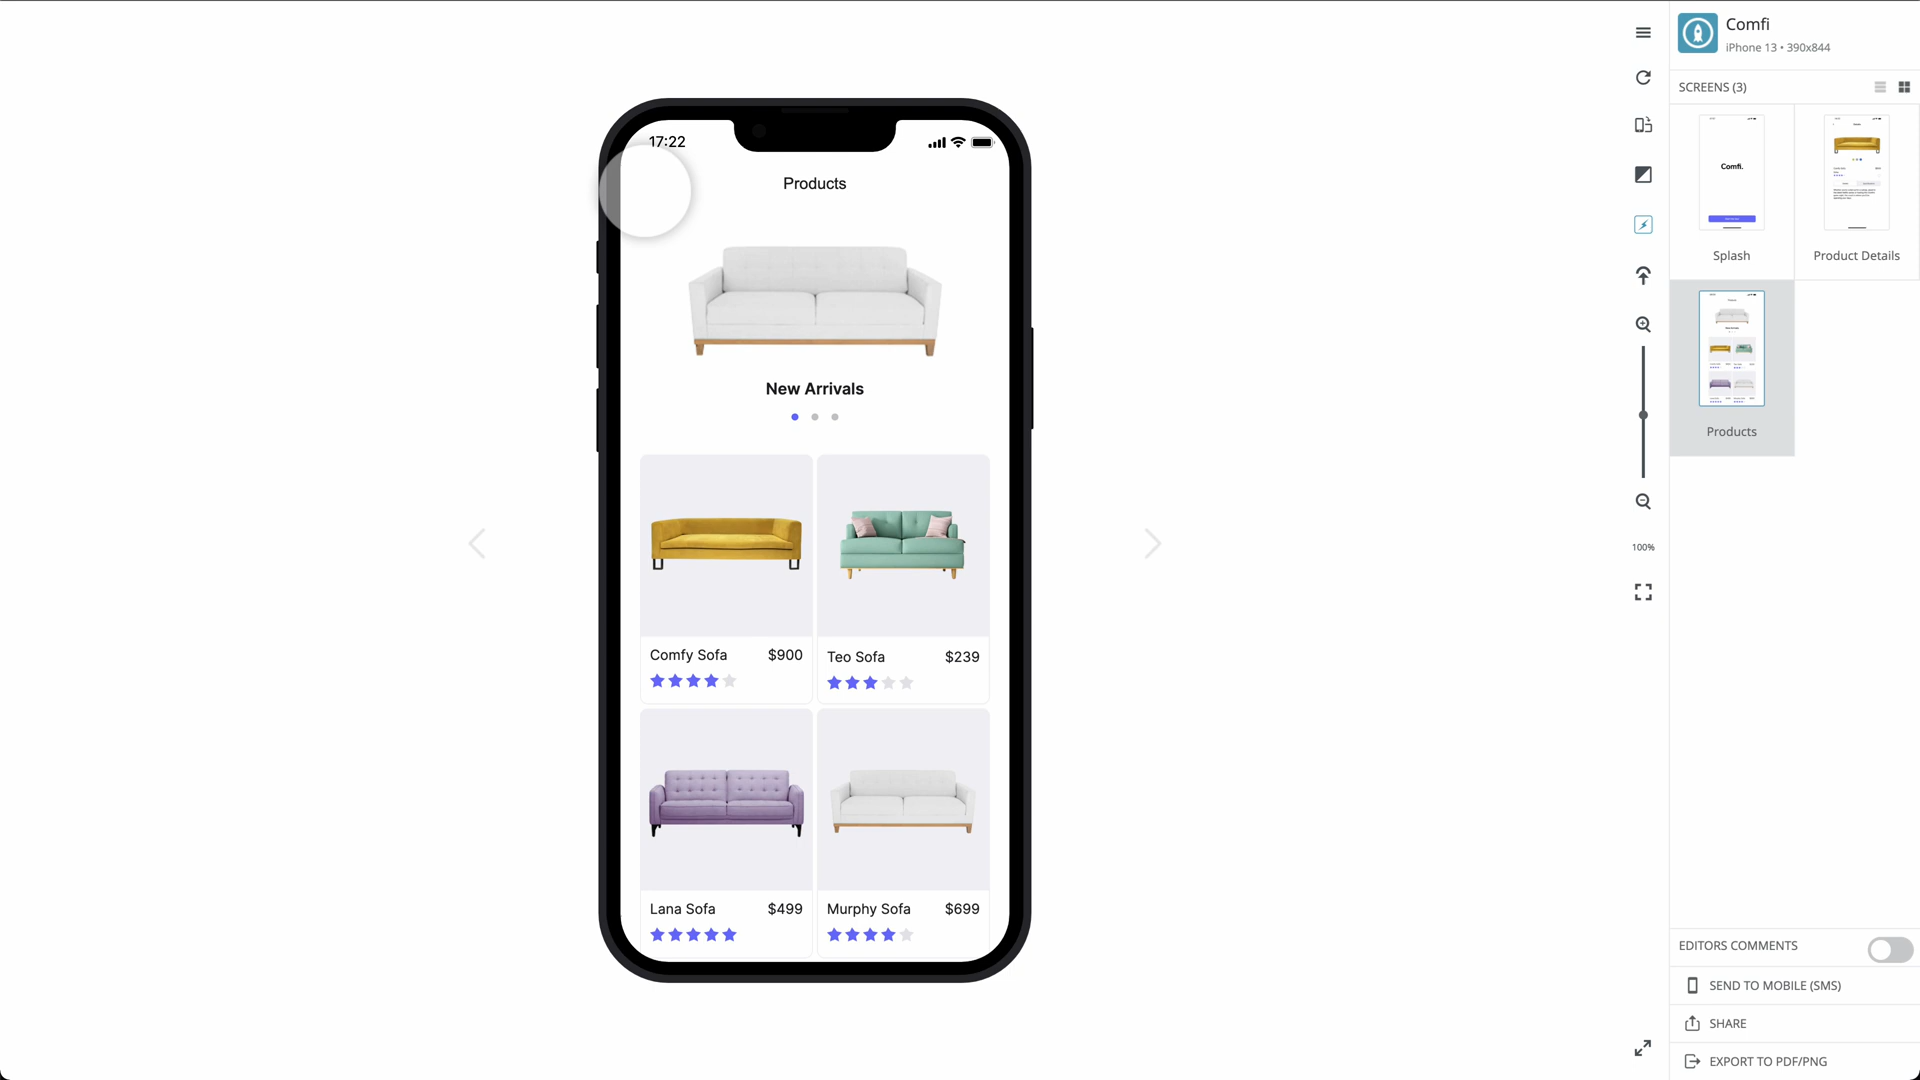 Comfi
iPhone 13 • 390x844
SCREENS (3)
17:22
Products
New Arrivals
Comfy Sofa $900
Teo Sofa $239
Lana Sofa $499
Murphy Sofa $699
100%
Comfi.
Splash
Product Details
Products
EDITORS COMMENTS
SEND TO MOBILE (SMS)
SHARE
EXPORT TO PDF/PNG